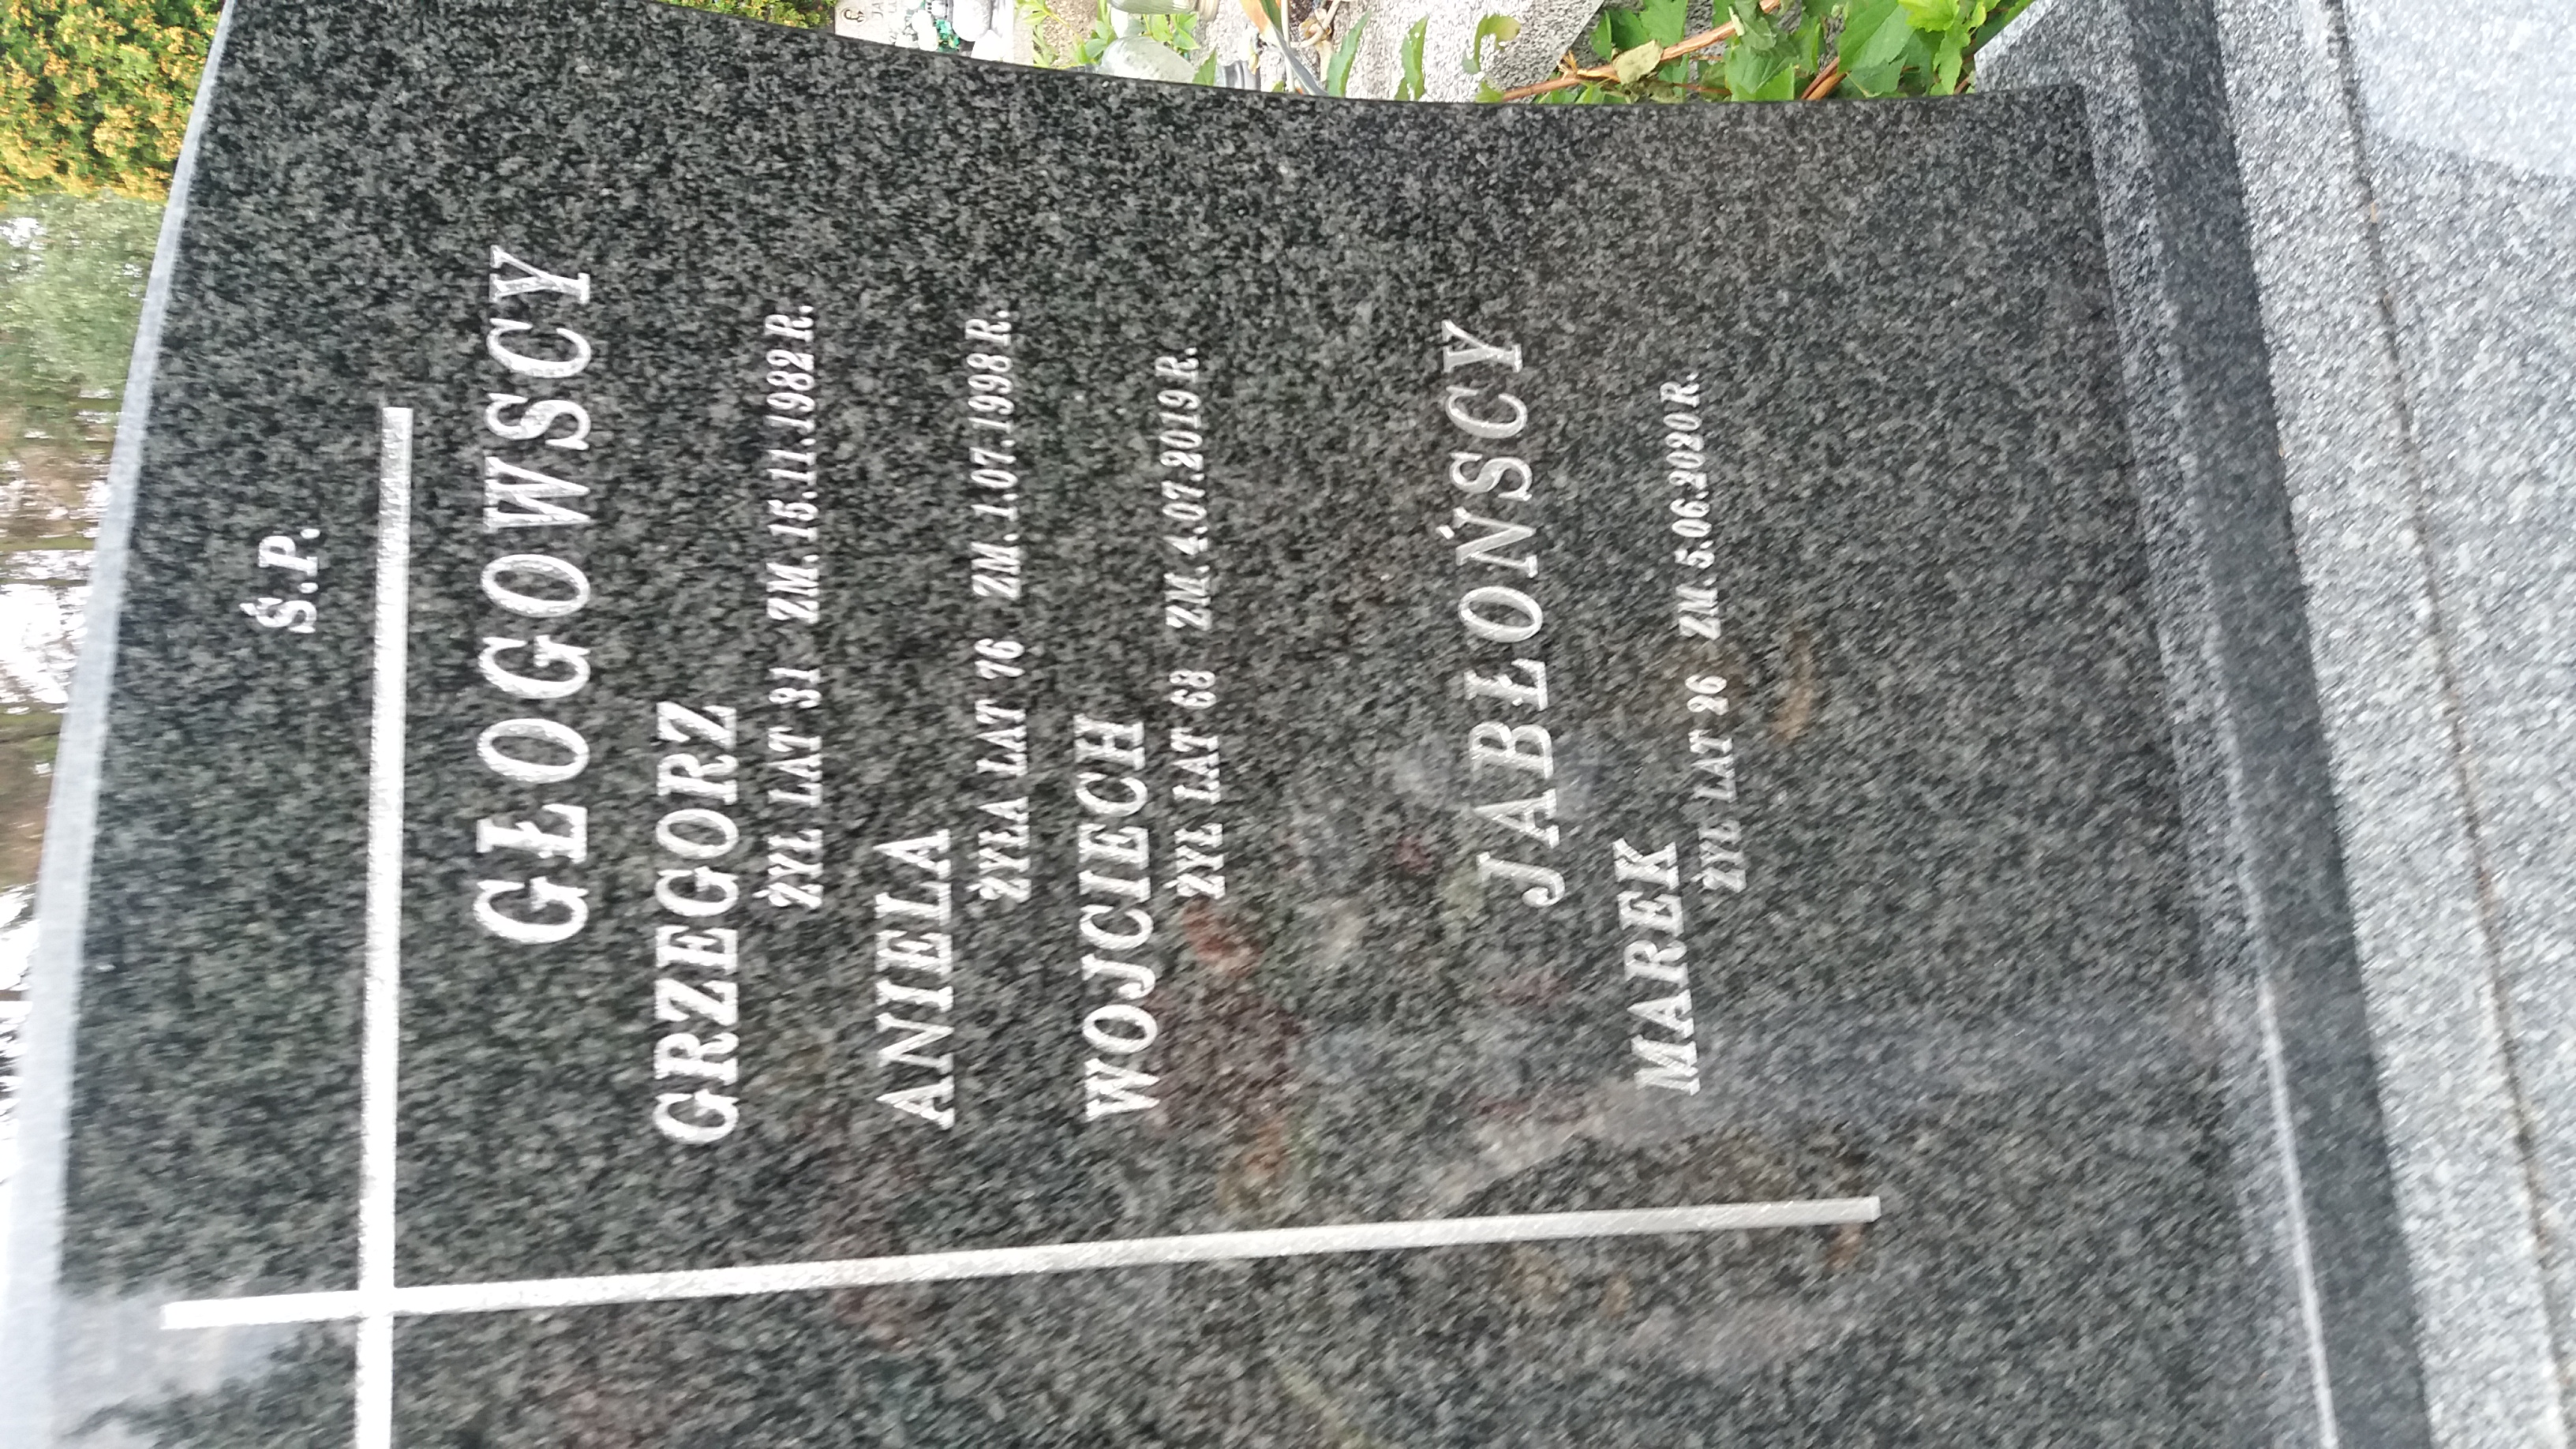 Ś.P.
GŁOGOWSCY
GRZEGORZ
ŻYŁ LAT 31 ZM. 15.11.1982 R.
ANIELA
ŻYŁA LAT 76 ZM. 1.07.1998 R.
WOJCIECH
ŻYŁ LAT 68 ZM. 4.07.2019 R.
JABŁOŃSCY
MAREK
ŻYŁ LAT 26 ZM. 5.06.2020 R.